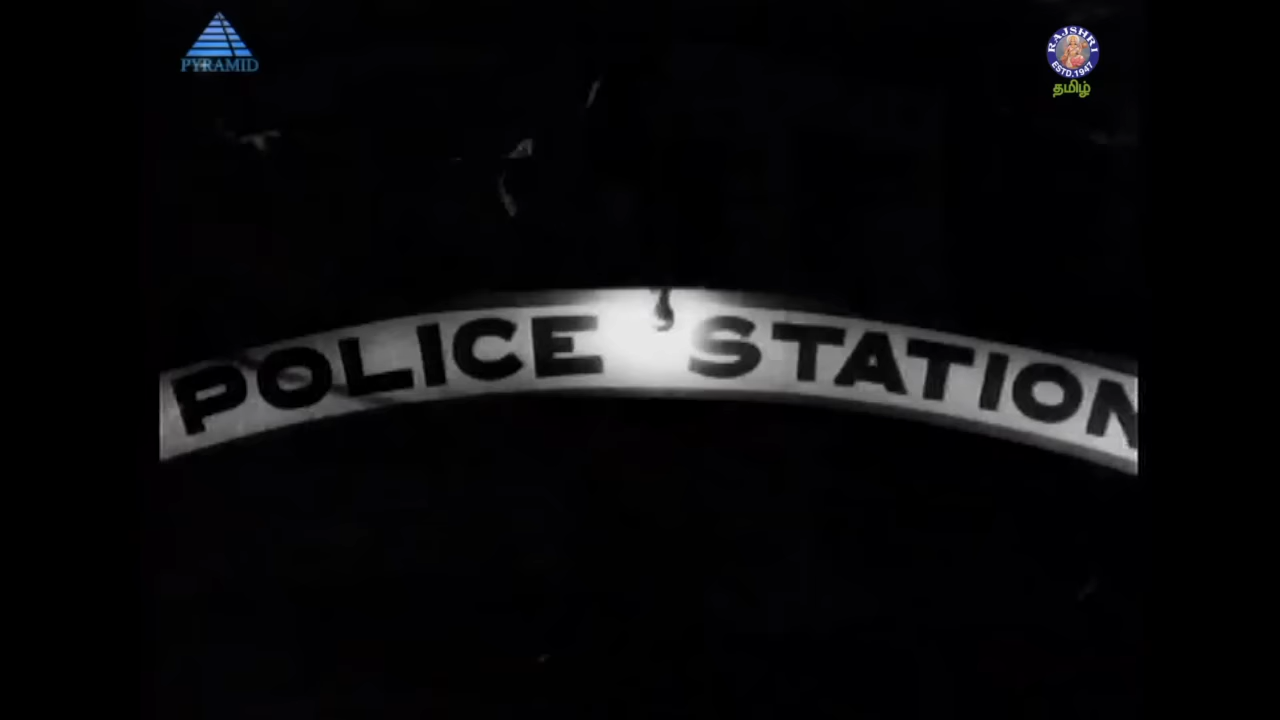 PYRAMID
RAJSHRI
ESTD.1947
தமிழ்
POLICE STATION